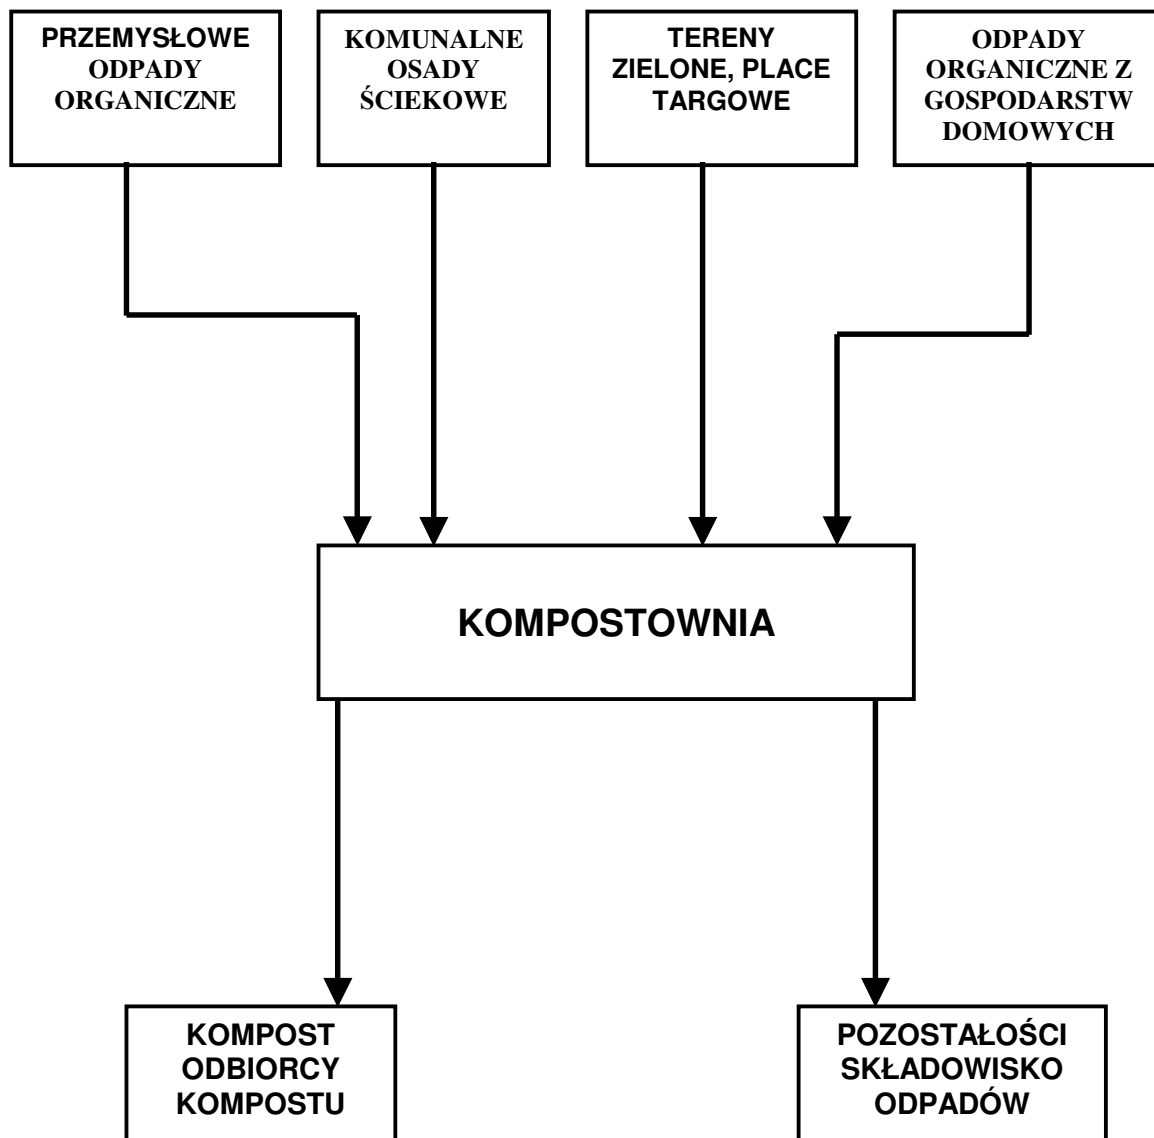 PRZEMYSŁOWE
ODPADY
ORGANICZNE
KOMUNALNE
OSADY
ŚCIEKOWE
TERENY
ZIELONE, PLACE
TARGOWE
ODPADY
ORGANICZNE Z
GOSPODARSTW
DOMOWYCH
KOMPOSTOWNIA
KOMPOST
ODBIORCY
KOMPOSTU
POZOSTAŁOŚCI
SKŁADOWISKO
ODPADÓW